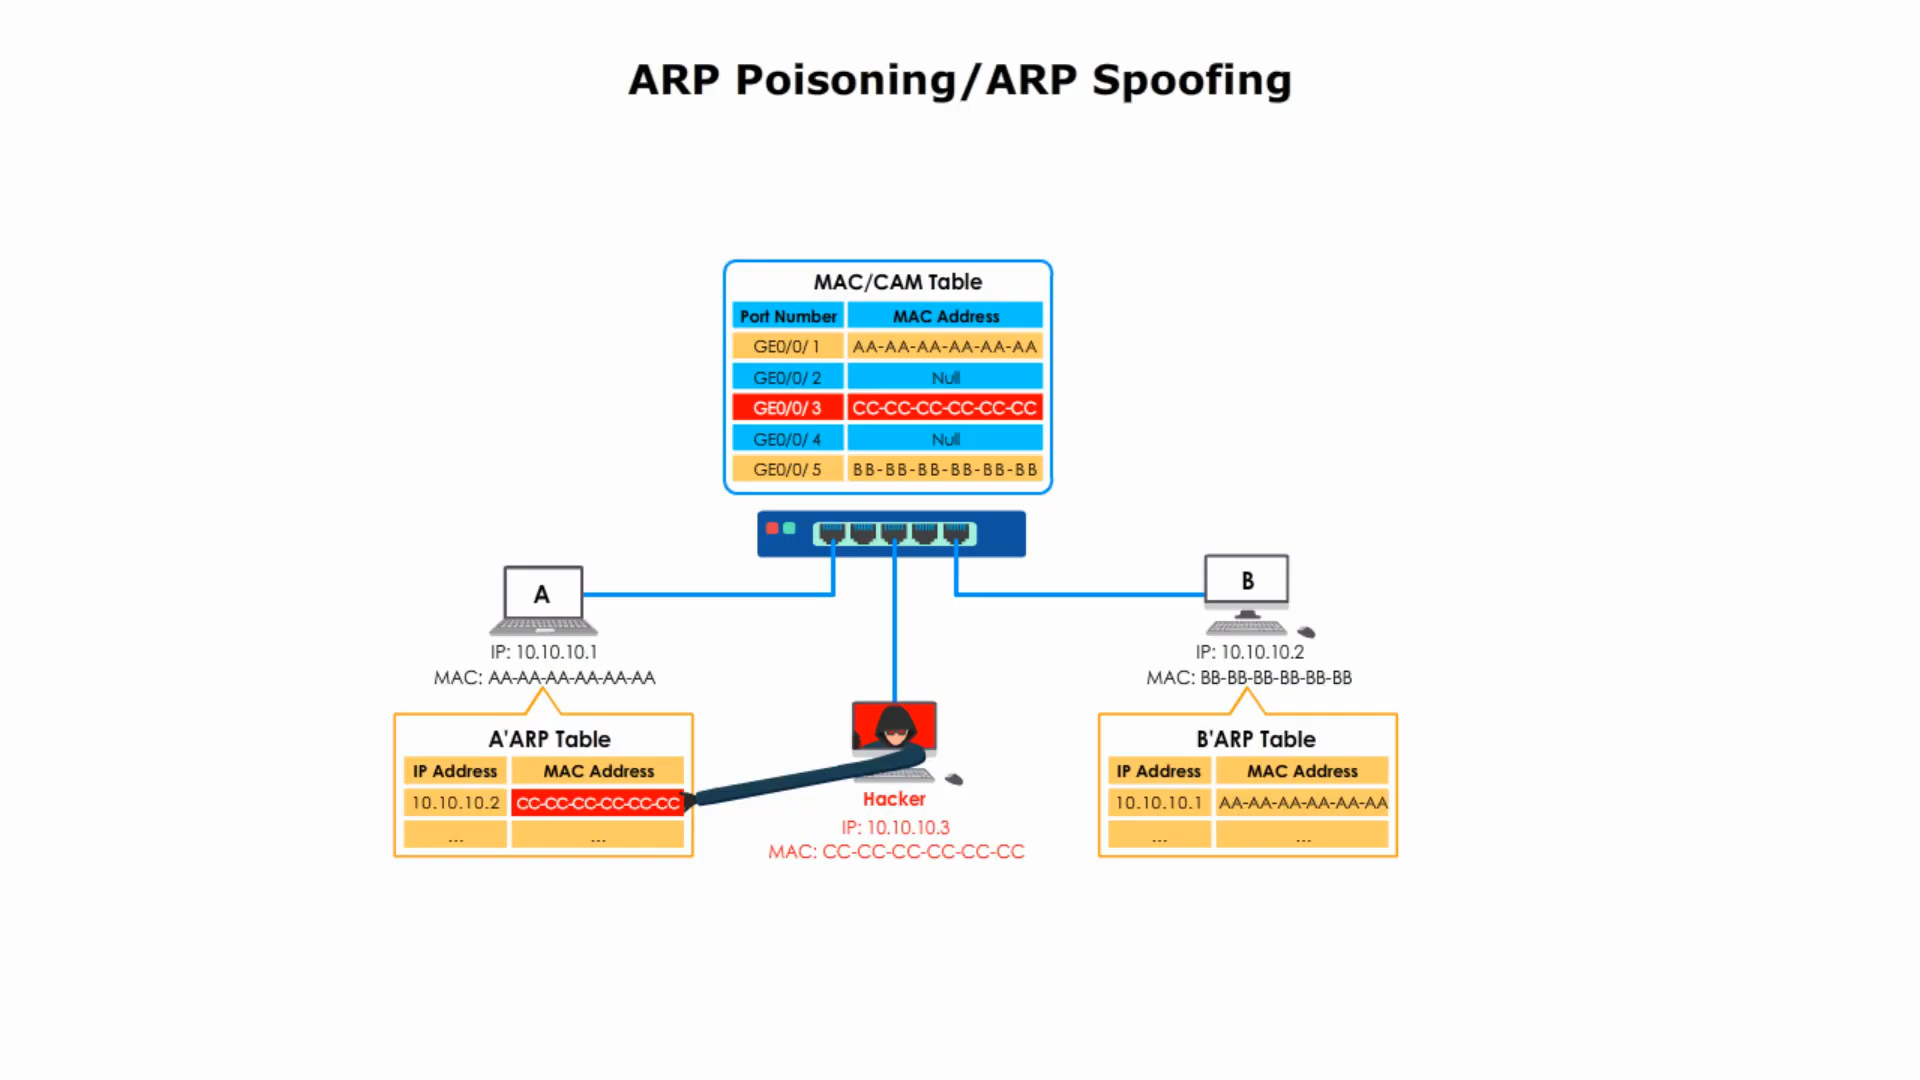 ARP Poisoning/ARP Spoofing
MAC/CAM Table
Port Number MAC Address
GE0/0/ 1 AA-AA-AA-AA-AA-AA
GE0/0/ 2 Null
GE0/0/ 3 CC-CC-CC-CC-CC-CC
GE0/0/ 4 Null
GE0/0/ 5 BB-BB-BB-BB-BB-BB
A
IP: 10.10.10.1
MAC: AA-AA-AA-AA-AA-AA
A'ARP Table
IP Address MAC Address
10.10.10.2 CC-CC-CC-CC-CC-CC
... ...
Hacker
IP: 10.10.10.3
MAC: CC-CC-CC-CC-CC-CC
B
IP: 10.10.10.2
MAC: BB-BB-BB-BB-BB-BB
B'ARP Table
IP Address MAC Address
10.10.10.1 AA-AA-AA-AA-AA-AA
... ...